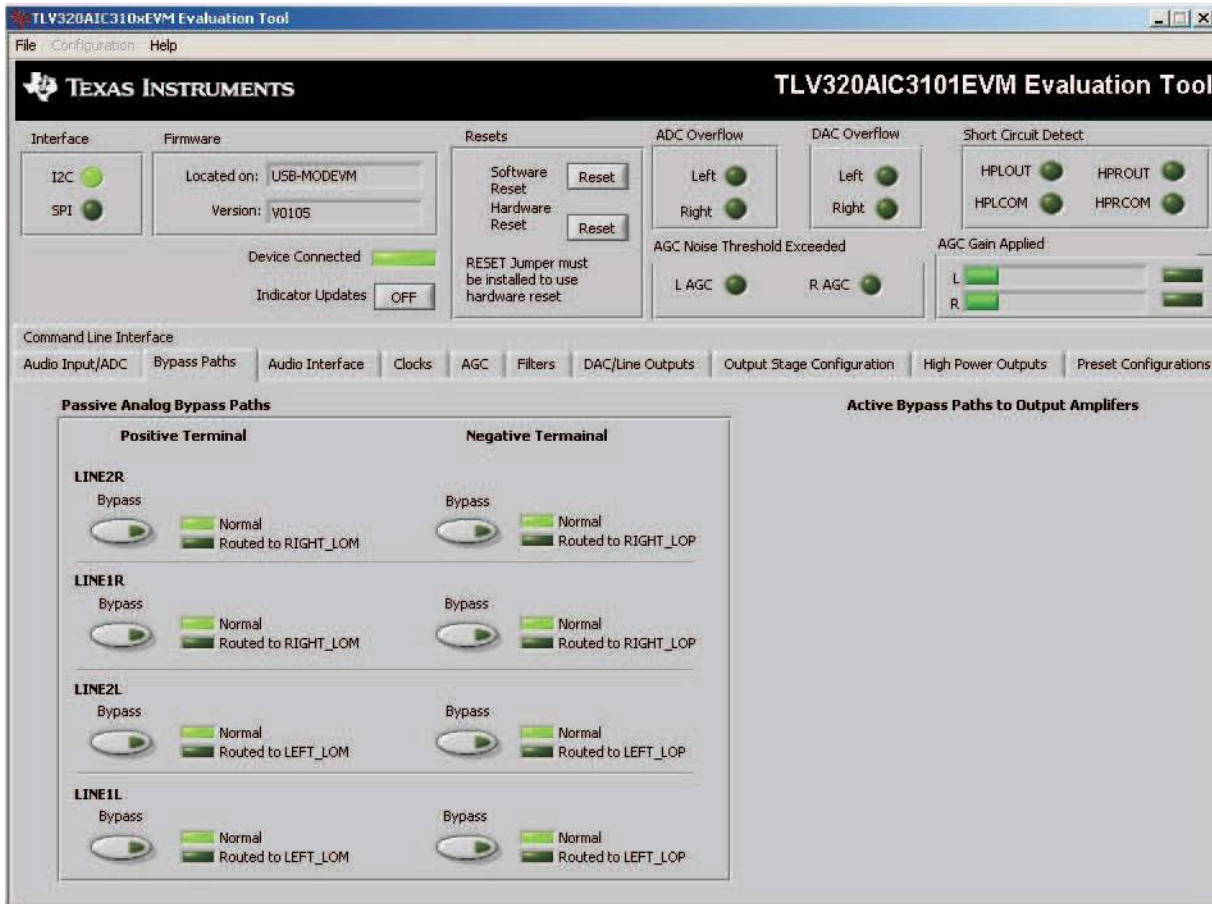 TLV320AIC310xEVM Evaluation Tool
File Configuration Help
TEXAS INSTRUMENTS
TLV320AIC3101EVM Evaluation Tool
Interface
I2C
SPI
Firmware
Located on: USB-MODEVM
Version: V0105
Device Connected
Indicator Updates OFF
Resets
Software Reset Reset
Hardware Reset Reset
RESET Jumper must
be installed to use
hardware reset
ADC Overflow
Left
Right
DAC Overflow
Left
Right
Short Circuit Detect
HPLOUT HPROUT
HPLCOM HPRCOM
AGC Noise Threshold Exceeded
L AGC R AGC
AGC Gain Applied
L
R
Command Line Interface
Audio Input/ADC Bypass Paths Audio Interface Clocks AGC Filters DAC/Line Outputs Output Stage Configuration High Power Outputs Preset Configurations
Passive Analog Bypass Paths
Active Bypass Paths to Output Amplifers
Positive Terminal Negative Termainal
LINE2R
Bypass Bypass
Normal Normal
Routed to RIGHT_LOM Routed to RIGHT_LOP
LINE1R
Bypass Bypass
Normal Normal
Routed to RIGHT_LOM Routed to RIGHT_LOP
LINE2L
Bypass Bypass
Normal Normal
Routed to LEFT_LOM Routed to LEFT_LOP
LINE1L
Bypass Bypass
Normal Normal
Routed to LEFT_LOM Routed to LEFT_LOP